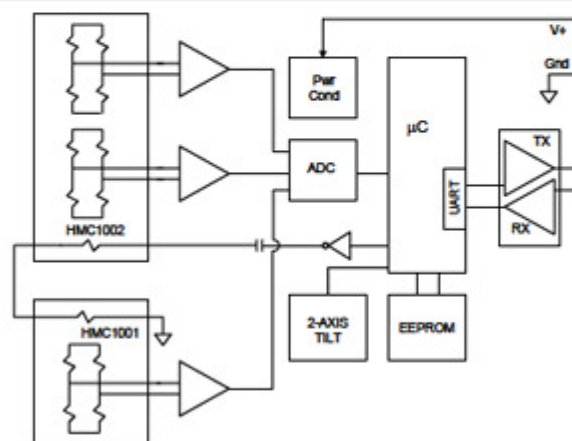 V+
Gnd
Pwr
Cond
µC
TX
ADC
UART
RX
HMC1002
HMC1001
2-AXIS
TILT
EEPROM